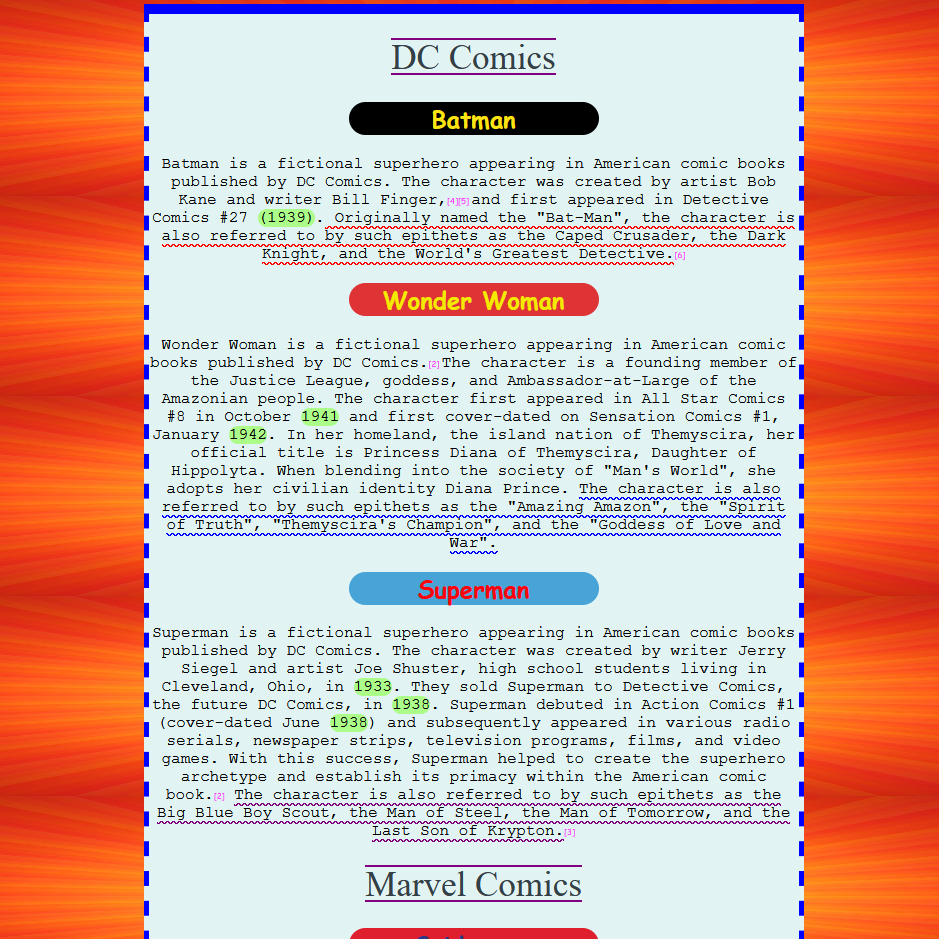 DC Comics
Batman
Batman is a fictional superhero appearing in American comic books
published by DC Comics. The character was created by artist Bob
Kane and writer Bill Finger,[4][5] and first appeared in Detective
Comics #27 (1939). Originally named the "Bat-Man", the character is
also referred to by such epithets as the Caped Crusader, the Dark
Knight, and the World's Greatest Detective.[6]
Wonder Woman
Wonder Woman is a fictional superhero appearing in American comic
books published by DC Comics.[2] The character is a founding member of
the Justice League, goddess, and Ambassador-at-Large of the
Amazonian people. The character first appeared in All Star Comics
#8 in October 1941 and first cover-dated on Sensation Comics #1,
January 1942. In her homeland, the island nation of Themyscira, her
official title is Princess Diana of Themyscira, Daughter of
Hippolyta. When blending into the society of "Man's World", she
adopts her civilian identity Diana Prince. The character is also
referred to by such epithets as the "Amazing Amazon", the "Spirit
of Truth", "Themyscira's Champion", and the "Goddess of Love and
War".
Superman
Superman is a fictional superhero appearing in American comic books
published by DC Comics. The character was created by writer Jerry
Siegel and artist Joe Shuster, high school students living in
Cleveland, Ohio, in 1933. They sold Superman to Detective Comics,
the future DC Comics, in 1938. Superman debuted in Action Comics #1
(cover-dated June 1938) and subsequently appeared in various radio
serials, newspaper strips, television programs, films, and video
games. With this success, Superman helped to create the superhero
archetype and establish its primacy within the American comic
book.[2] The character is also referred to by such epithets as the
Big Blue Boy Scout, the Man of Steel, the Man of Tomorrow, and the
Last Son of Krypton.[3]
Marvel Comics